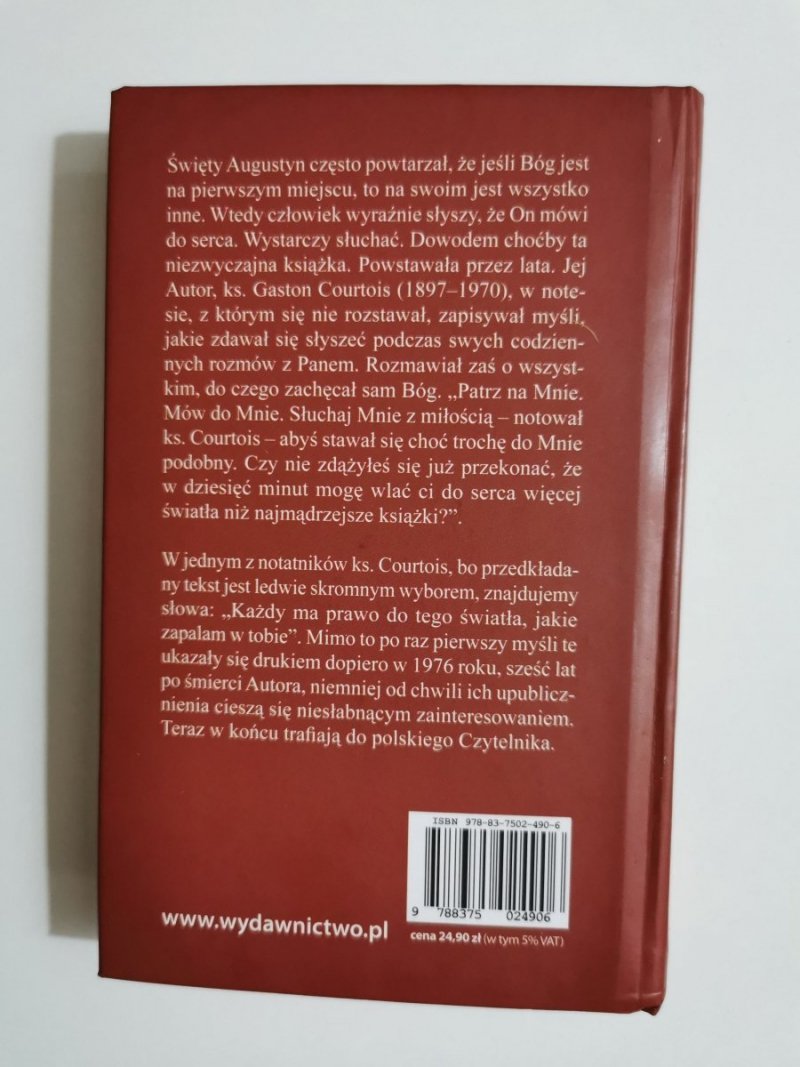 Święty Augustyn często powtarzał, że jeśli Bóg jest
na pierwszym miejscu, to na swoim jest wszystko
inne. Wtedy człowiek wyraźnie słyszy, że On mówi
do serca. Wystarczy słuchać. Dowodem choćby ta
niezwyczajna książka. Powstawała przez lata. Jej
Autor, ks. Gaston Courtois (1897–1970), w note-
sie, z którym się nie rozstawał, zapisywał myśli,
jakie zdawał się słyszeć podczas swych codzien-
nych rozmów z Panem. Rozmawiał zaś o wszyst-
kim, do czego zachęcał sam Bóg. „Patrz na Mnie.
Mów do Mnie. Słuchaj Mnie z miłością – notował
ks. Courtois – abyś stawał się choć trochę do Mnie
podobny. Czy nie zdążyłeś się już przekonać, że
w dziesięć minut mogę wlać ci do serca więcej
światła niż najmądrzejsze książki?”.
W jednym z notatników ks. Courtois, bo przedkłada-
ny tekst jest ledwie skromnym wyborem, znajdujemy
słowa: „Każdy ma prawo do tego światła, jakie
zapalam w tobie”. Mimo to po raz pierwszy myśli te
ukazały się drukiem dopiero w 1976 roku, sześć lat
po śmierci Autora, niemniej od chwili ich upublicz-
nienia cieszą się niesłabnącym zainteresowaniem.
Teraz w końcu trafiają do polskiego Czytelnika.
ISBN 978-83-7502-490-6
9 788375 024906
www.wydawnictwo.pl
cena 24,90 zł (w tym 5% VAT)